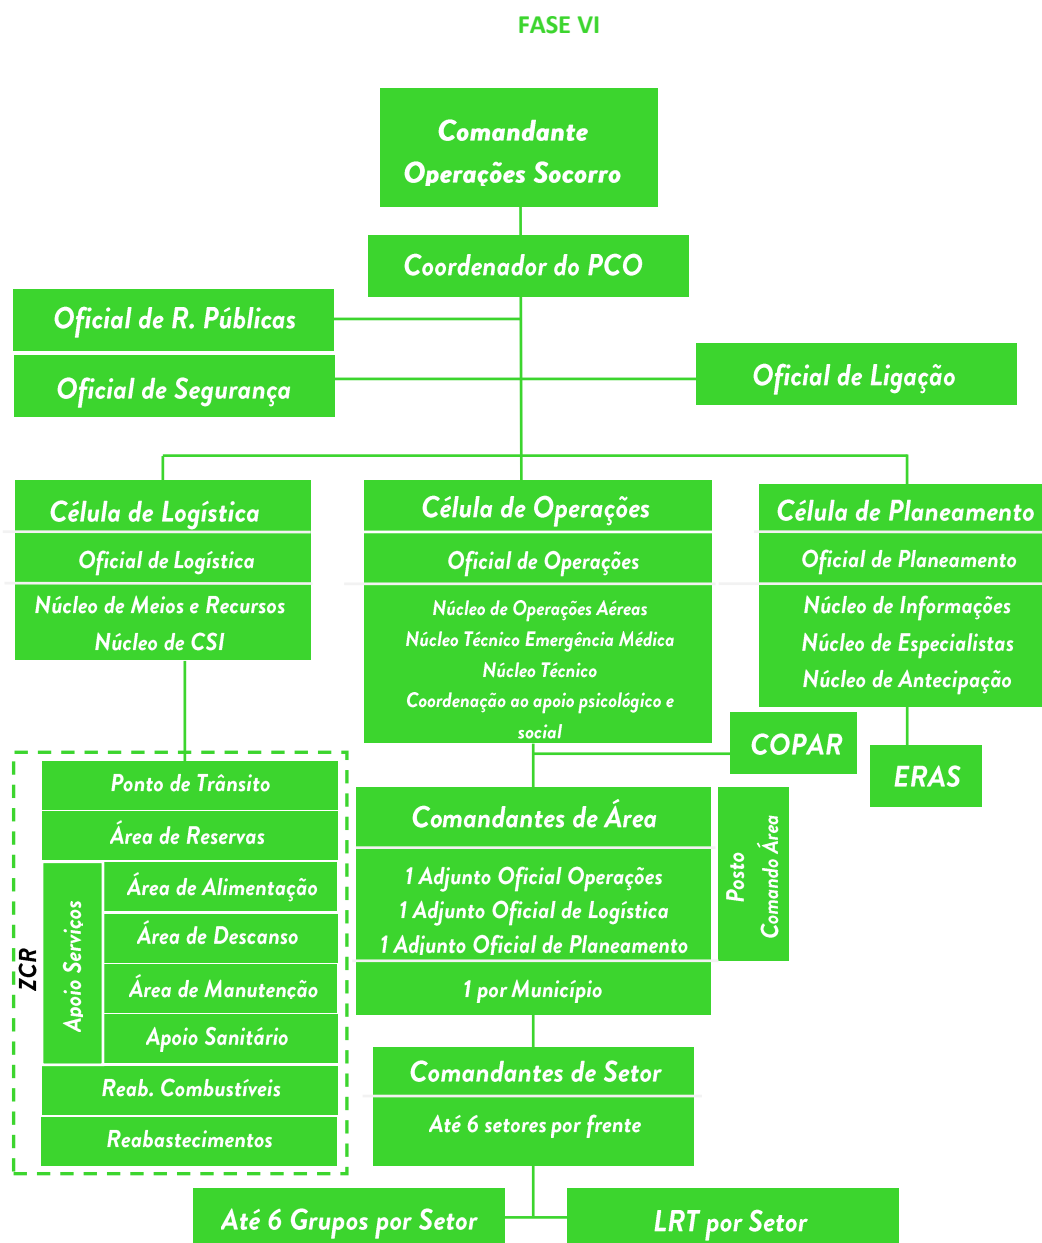 FASE VI
Comandante
Operações Socorro
Coordenador do PCO
Oficial de R. Públicas
Oficial de Segurança
Oficial de Ligação
Célula de Logística
Oficial de Logística
Núcleo de Meios e Recursos
Núcleo de CSI
Célula de Operações
Oficial de Operações
Núcleo de Operações Aéreas
Núcleo Técnico Emergência Médica
Núcleo Técnico
Coordenação ao apoio psicológico e
social
Célula de Planeamento
Oficial de Planeamento
Núcleo de Informações
Núcleo de Especialistas
Núcleo de Antecipação
COPAR
ERAS
ZCR
Ponto de Trânsito
Área de Reservas
Apoio Serviços
Área de Alimentação
Área de Descanso
Área de Manutenção
Apoio Sanitário
Reab. Combustíveis
Reabastecimentos
Comandantes de Área
1 Adjunto Oficial Operações
1 Adjunto Oficial de Logística
1 Adjunto Oficial de Planeamento
1 por Município
Posto
Comando Área
Comandantes de Setor
Até 6 setores por frente
Até 6 Grupos por Setor
LRT por Setor